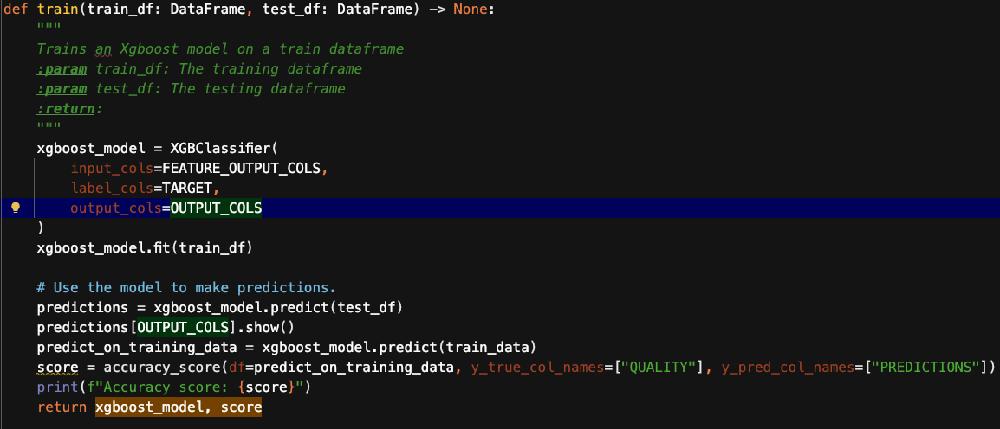 def train(train_df: DataFrame, test_df: DataFrame) -> None:
    """
    Trains an Xgboost model on a train dataframe
    :param train_df: The training dataframe
    :param test_df: The testing dataframe
    :return:
    """
    xgboost_model = XGBClassifier(
        input_cols=FEATURE_OUTPUT_COLS,
        label_cols=TARGET,
        output_cols=OUTPUT_COLS
    )
    xgboost_model.fit(train_df)
    # Use the model to make predictions.
    predictions = xgboost_model.predict(test_df)
    predictions[OUTPUT_COLS].show()
    predict_on_training_data = xgboost_model.predict(train_data)
    score = accuracy_score(df=predict_on_training_data, y_true_col_names=["QUALITY"], y_pred_col_names=["PREDICTIONS"])
    print(f"Accuracy score: {score}")
    return xgboost_model, score